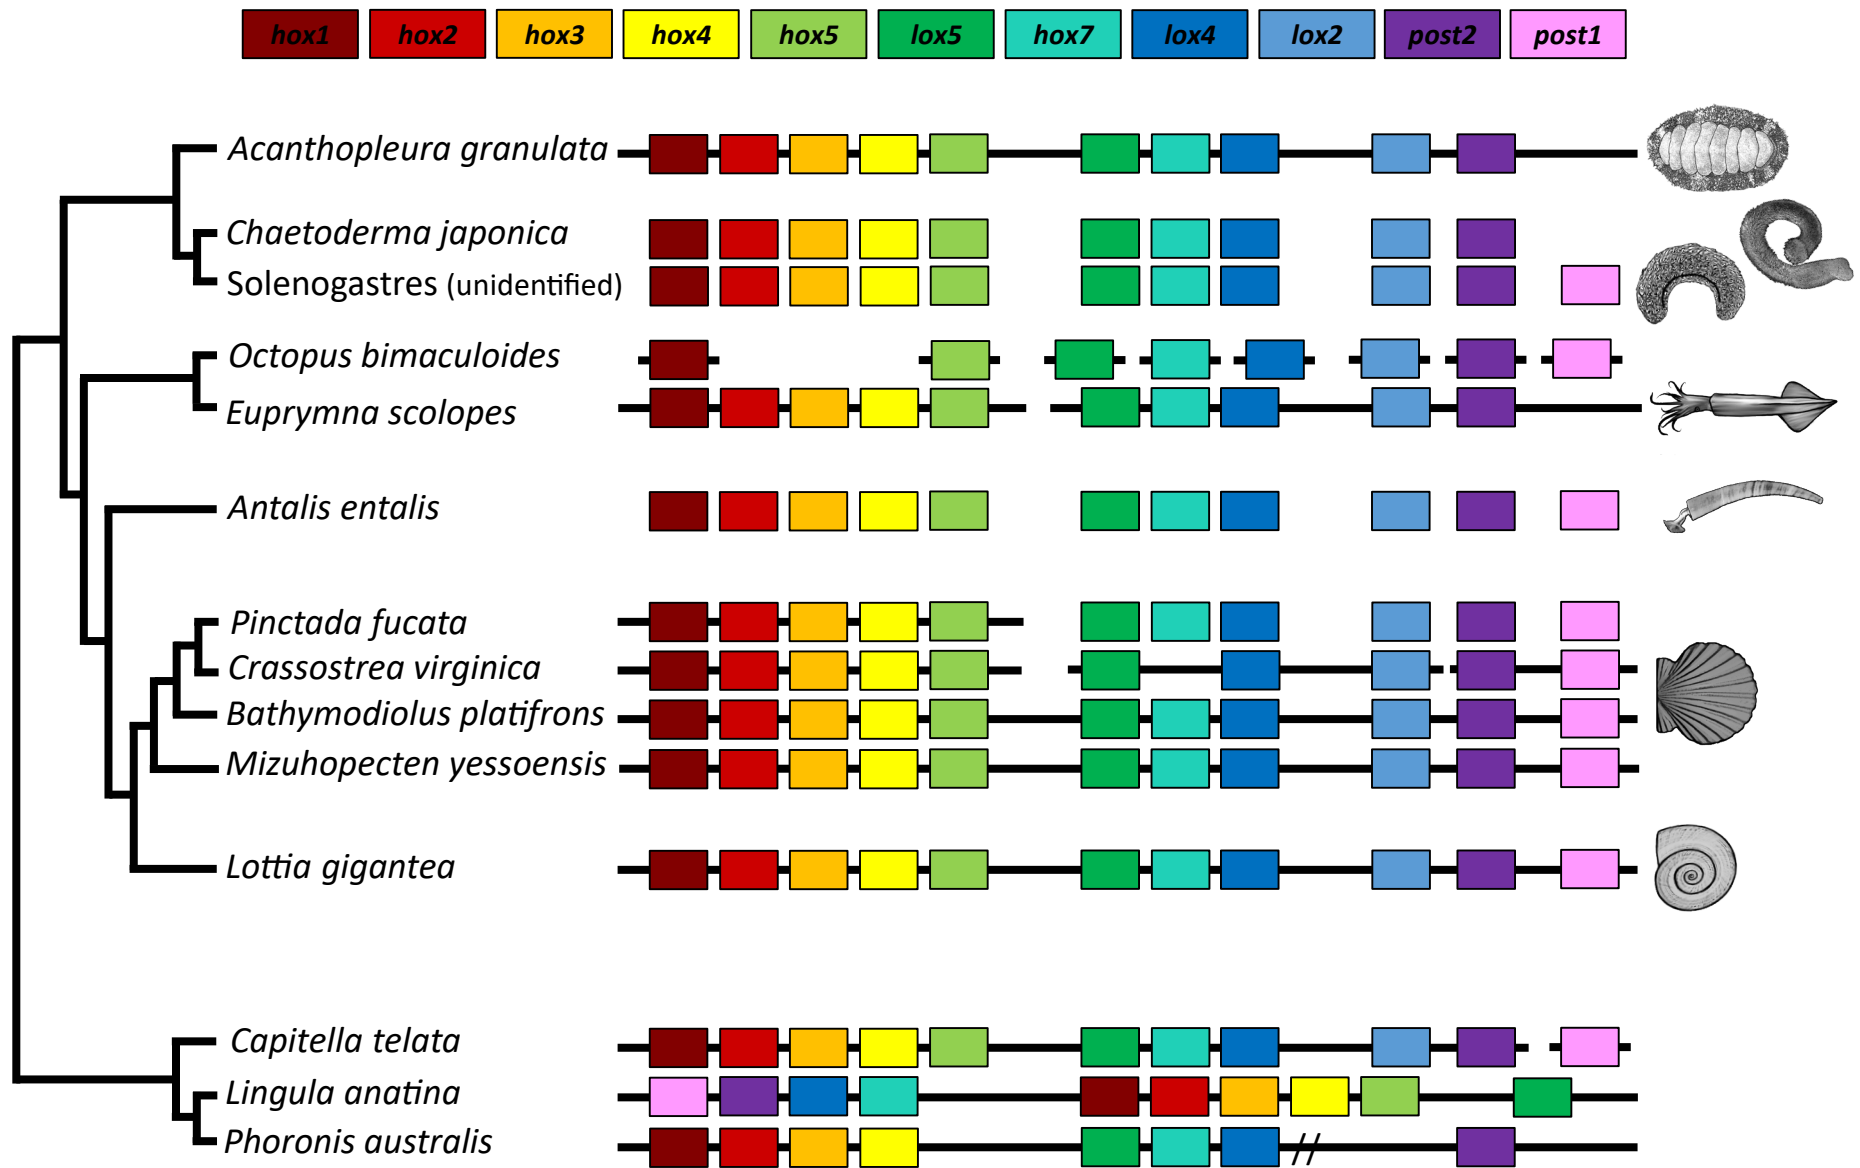 hox1 hox2 hox3 hox4 hox5 lox5 hox7 lox4 lox2 post2 post1
Acanthopleura granulata
Chaetoderma japonica
Solenogastres (unidentified)
Octopus bimaculoides
Euprymna scolopes
Antalis entalis
Pinctada fucata
Crassostrea virginica
Bathymodiolus platifrons
Mizuhopecten yessoensis
Lottia gigantea
Capitella telata
Lingula anatina
Phoronis australis
//